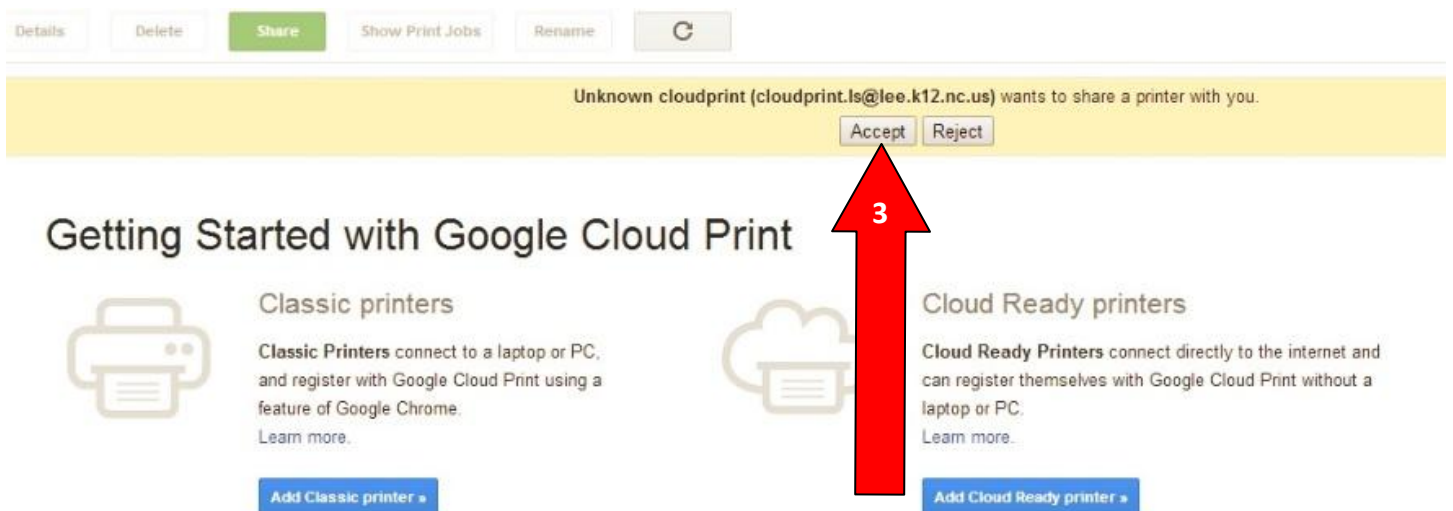 Details Delete Share Show Print Jobs Rename
Unknown cloudprint (cloudprint.ls@lee.k12.nc.us) wants to share a printer with you.
Accept Reject
3
Getting Started with Google Cloud Print
Classic printers
Classic Printers connect to a laptop or PC,
and register with Google Cloud Print using a
feature of Google Chrome.
Learn more.
Add Classic printer »
Cloud Ready printers
Cloud Ready Printers connect directly to the internet and
can register themselves with Google Cloud Print without a
laptop or PC.
Learn more.
Add Cloud Ready printer »